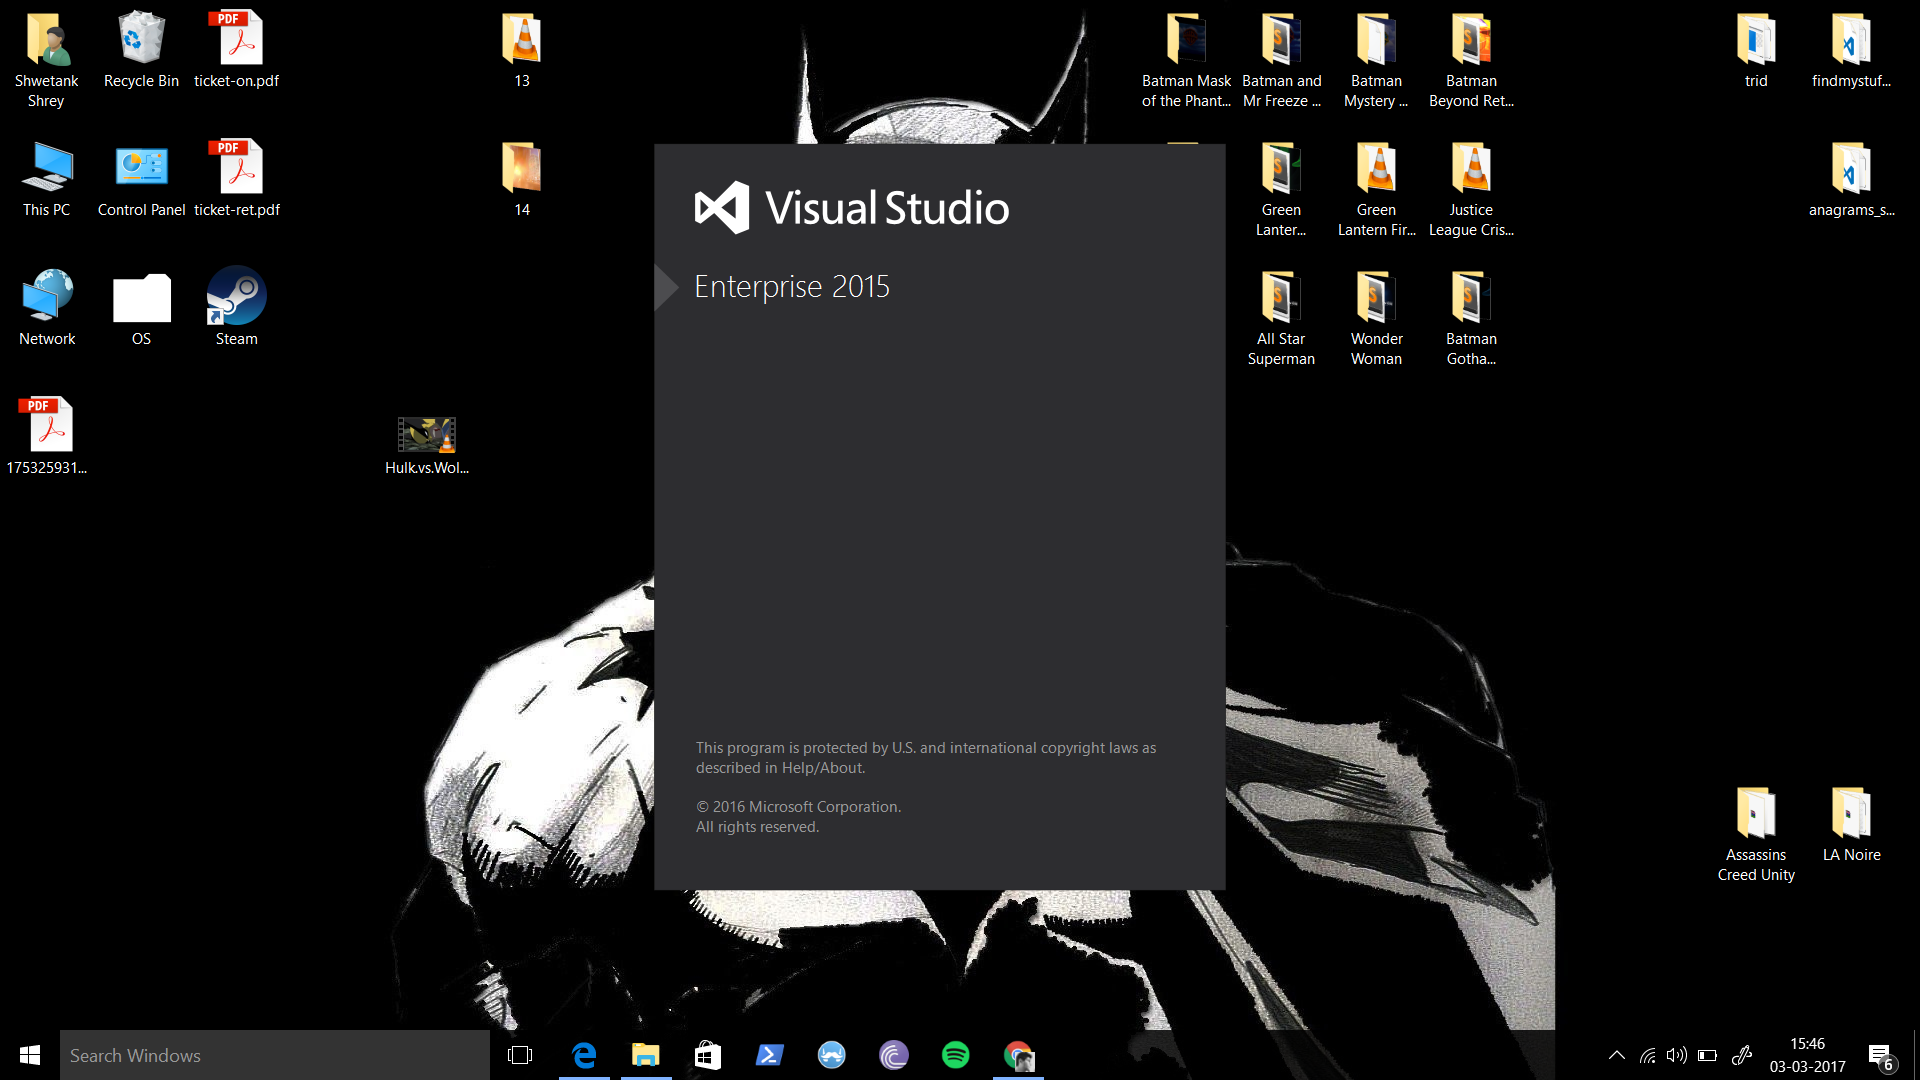 Shwetank
Shrey
Recycle Bin
PDF
ticket-on.pdf
13
Batman Mask
of the Phant...
Batman and
Mr Freeze ...
Batman
Mystery ...
Batman
Beyond Ret...
trid
findmystuf...
This PC
Control Panel
PDF
ticket-ret.pdf
14
Green
Lanter...
Green
Lantern Fir...
Justice
League Cris...
anagrams_s...
Visual Studio
Enterprise 2015
Network
OS
Steam
All Star
Superman
Wonder
Woman
Batman
Gotha...
PDF
175325931...
Hulk.vs.Wol...
This program is protected by U.S. and international copyright laws as
described in Help/About.
© 2016 Microsoft Corporation.
All rights reserved.
Assassins
Creed Unity
LA Noire
Search Windows
15:46
03-03-2017
6